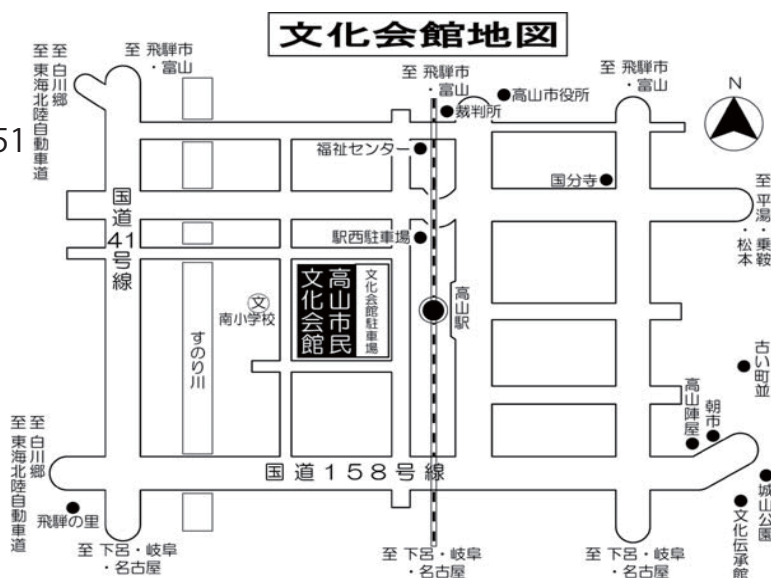 文化会館地図
至 飛騨市
・富山
至 飛騨市
・富山
至 飛騨市
・富山
至 白川郷
至 東海北陸自動車道
51
高山市役所
裁判所
福祉センター
国分寺
N
国道41号線
至 平湯・乗鞍
・松本
駅西駐車場
高山市民
文化会館
文化会館駐車場
高山駅
文
南小学校
すのり川
古い町並
高山陣屋
朝市
至 白川郷
至 東海北陸自動車道
国道158号線
飛騨の里
城山公園
文化伝承館
至 下呂・岐阜
・名古屋
至 下呂・岐阜
・名古屋
至 下呂・岐阜
・名古屋